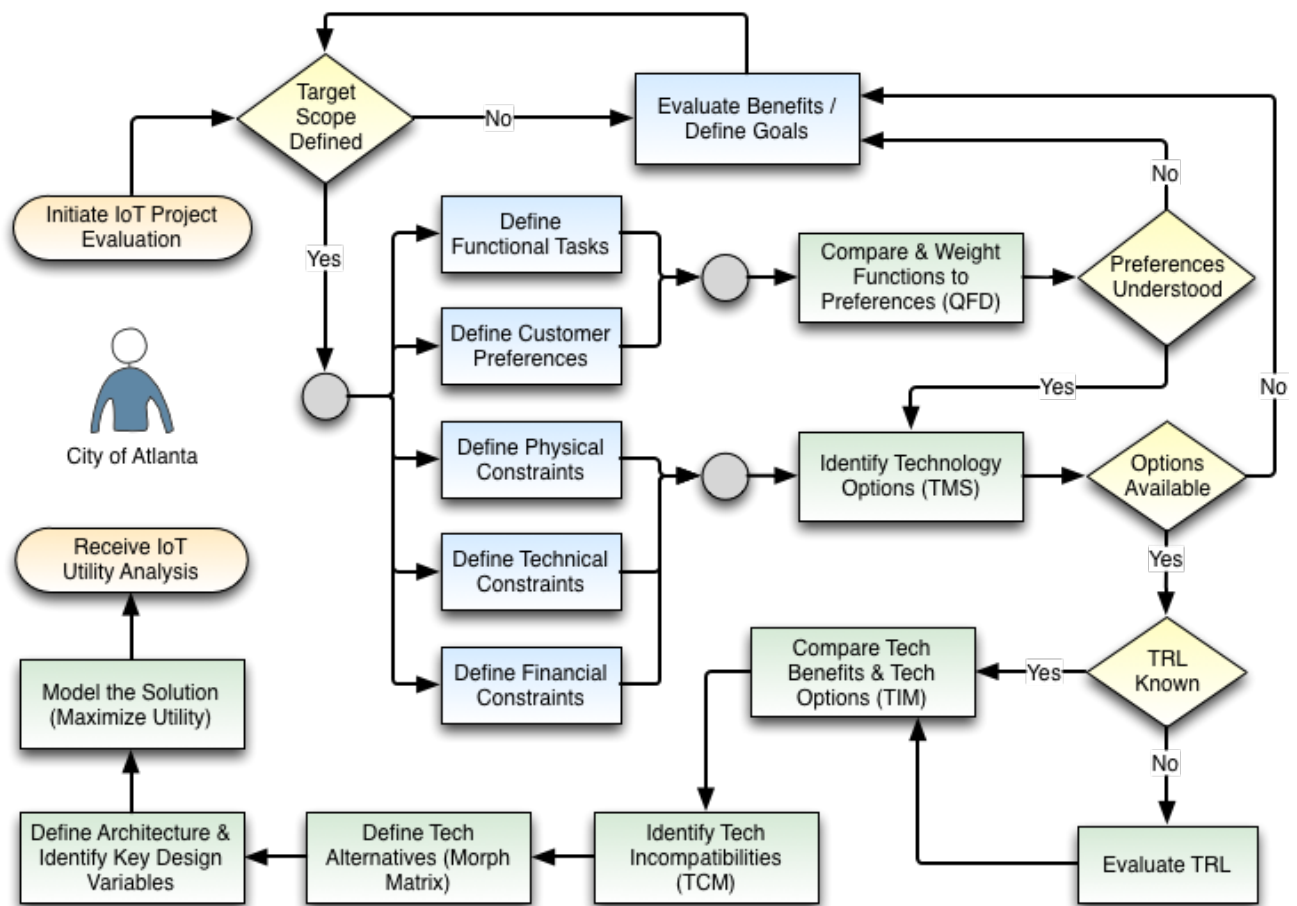 Target
Scope
Defined
No
Evaluate Benefits /
Define Goals
Initiate IoT Project
Evaluation
Yes
Define
Functional Tasks
Define Customer
Preferences
Define Physical
Constraints
Define Technical
Constraints
Define Financial
Constraints
Compare & Weight
Functions to
Preferences (QFD)
Preferences
Understood
No
Yes
Identify Technology
Options (TMS)
Options
Available
No
Yes
TRL
Known
Yes
No
Evaluate TRL
Compare Tech
Benefits & Tech
Options (TIM)
Identify Tech
Incompatibilities
(TCM)
Define Tech
Alternatives (Morph
Matrix)
Define Architecture &
Identify Key Design
Variables
Model the Solution
(Maximize Utility)
Receive IoT
Utility Analysis
City of Atlanta